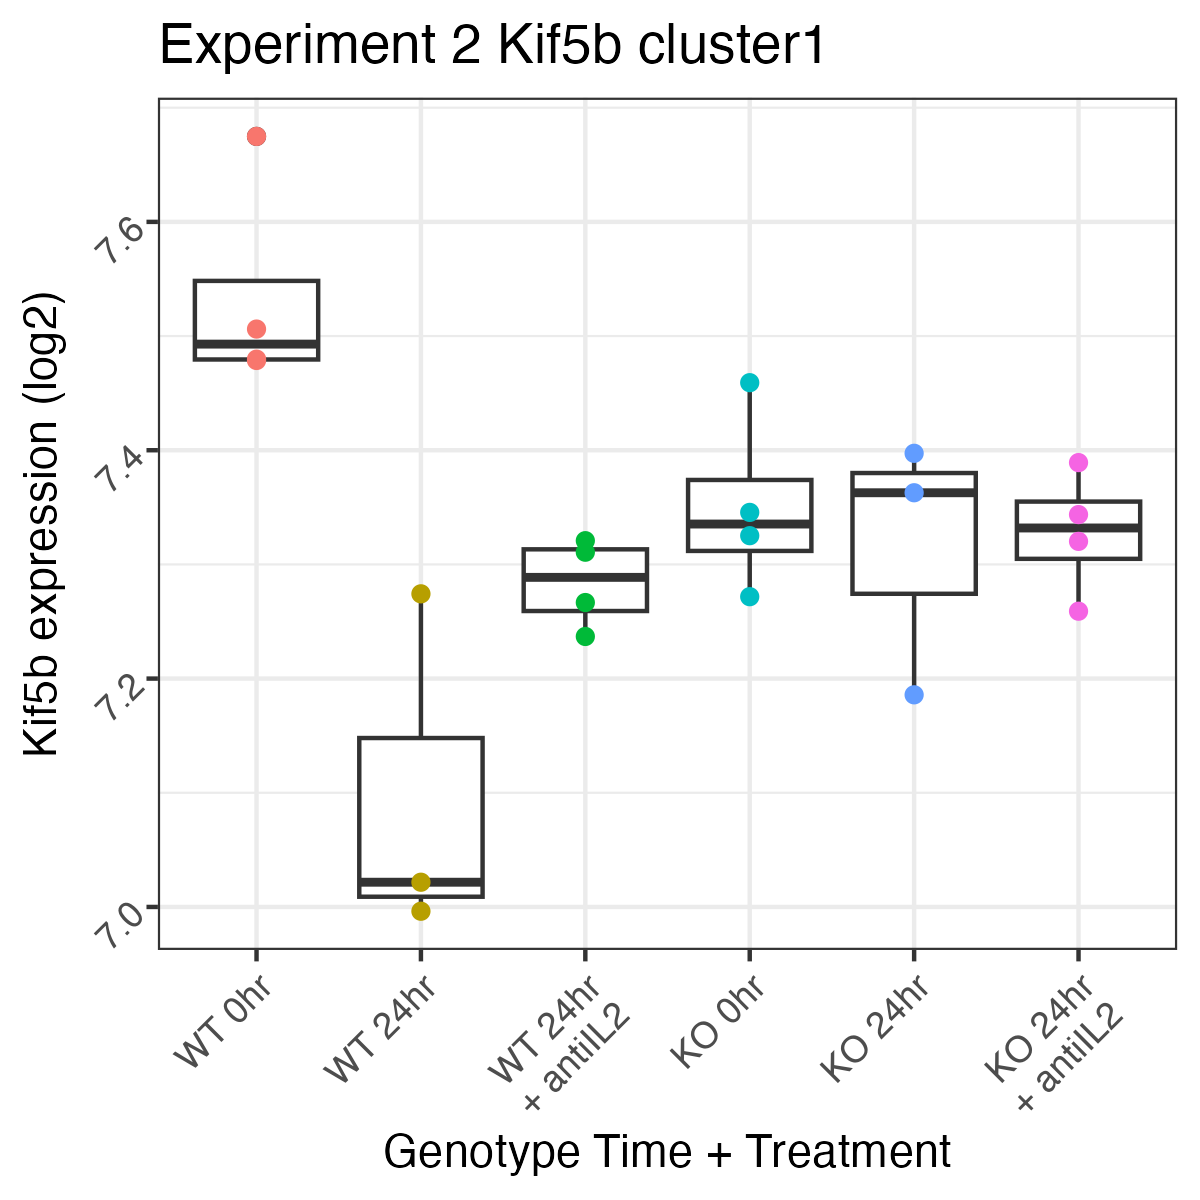 Experiment 2 Kif5b cluster1
Kif5b expression (log2)
7.6
7.4
7.2
7.0
WT 0hr
WT 24hr
WT 24hr
+ antiIL2
KO 0hr
KO 24hr
KO 24hr
+ antiIL2
Genotype Time + Treatment